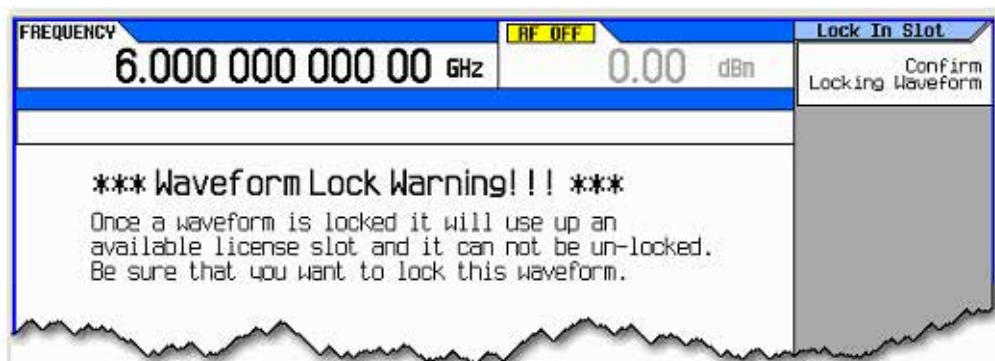 FREQUENCY
6.000 000 000 00 GHz
RF OFF
0.00 dBm
Lock In Slot
Confirm
Locking Waveform
*** Waveform Lock Warning!!! ***
Once a waveform is locked it will use up an
available license slot and it can not be un-locked.
Be sure that you want to lock this waveform.